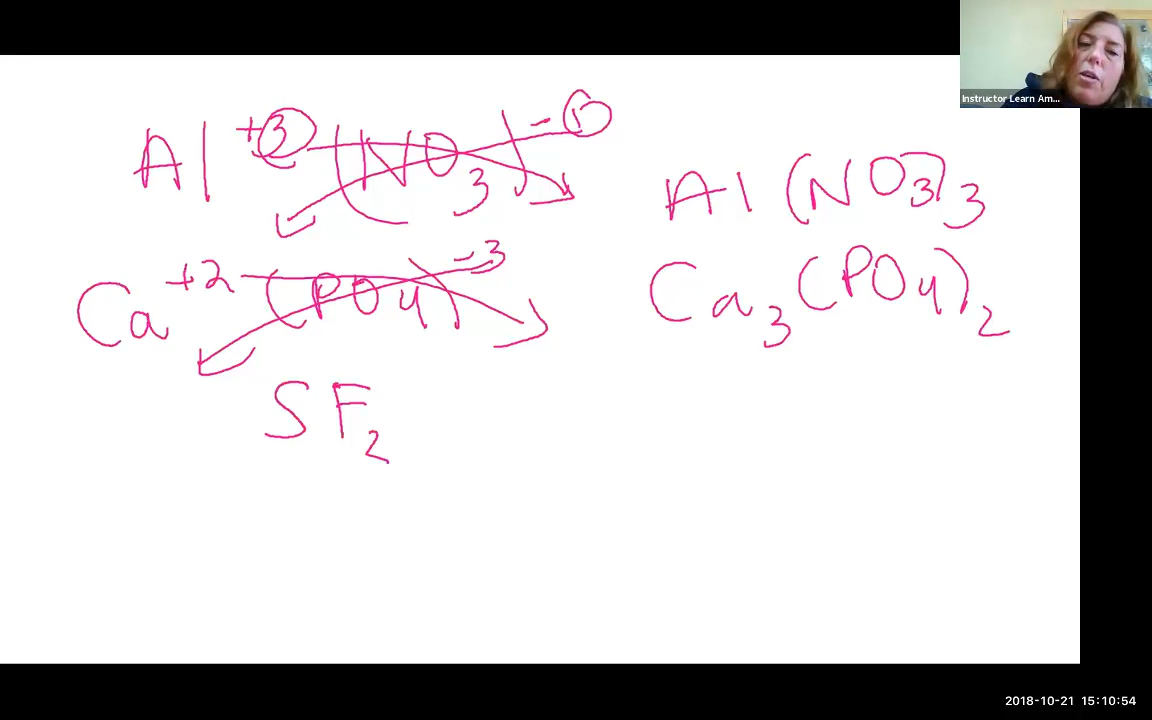 Instructor Learn Am...
Al +3 (NO3) -1
Al (NO3)3
Ca +2 (PO4) -3
Ca3 (PO4)2
SF2
2018-10-21 15:10:54